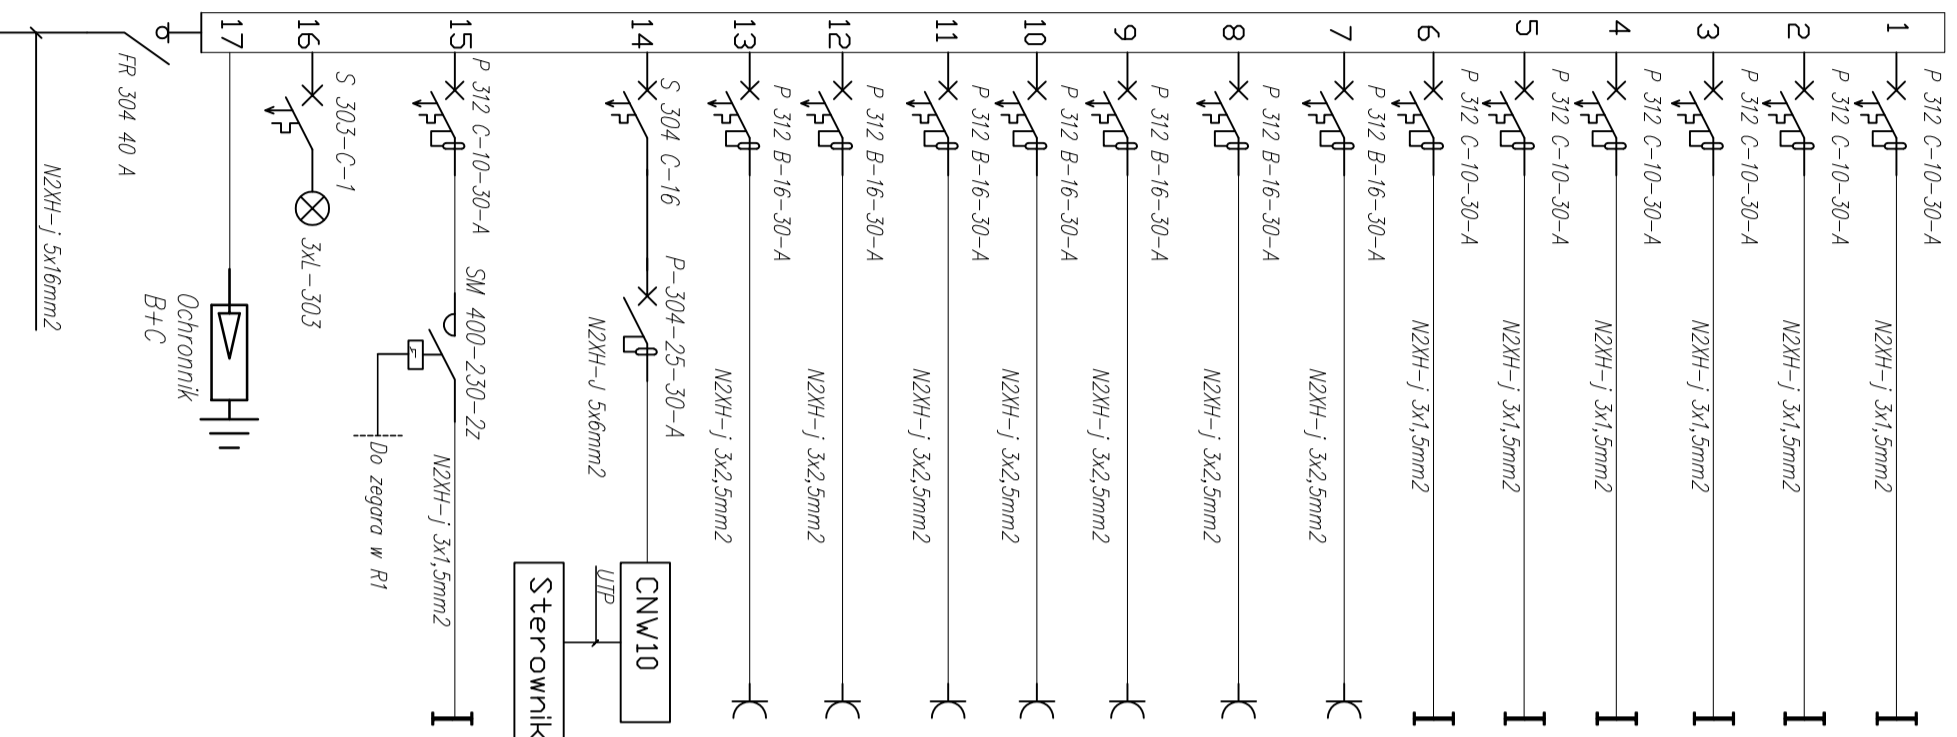 1
P 312 C-10-30-A
N2XH-j 3x1,5mm2
2
P 312 C-10-30-A
N2XH-j 3x1,5mm2
3
P 312 C-10-30-A
N2XH-j 3x1,5mm2
4
P 312 C-10-30-A
N2XH-j 3x1,5mm2
5
P 312 C-10-30-A
N2XH-j 3x1,5mm2
6
P 312 C-10-30-A
N2XH-j 3x1,5mm2
7
P 312 B-16-30-A
N2XH-j 3x2,5mm2
8
P 312 B-16-30-A
N2XH-j 3x2,5mm2
9
P 312 B-16-30-A
N2XH-j 3x2,5mm2
10
P 312 B-16-30-A
N2XH-j 3x2,5mm2
11
P 312 B-16-30-A
N2XH-j 3x2,5mm2
12
P 312 B-16-30-A
N2XH-j 3x2,5mm2
13
P 312 B-16-30-A
N2XH-j 3x2,5mm2
14
S 304 C-16
P-304-25-30-A
N2XH-J 5x6mm2
CNW10
UTP
Sterownik
15
P 312 C-10-30-A
SM 400-230-2z
N2XH-j 3x1,5mm2
Do zegara w R1
16
S 303-C-1
3xL-303
17
Ochronnik
B+C
FR 304 40 A
N2XH-j 5x16mm2